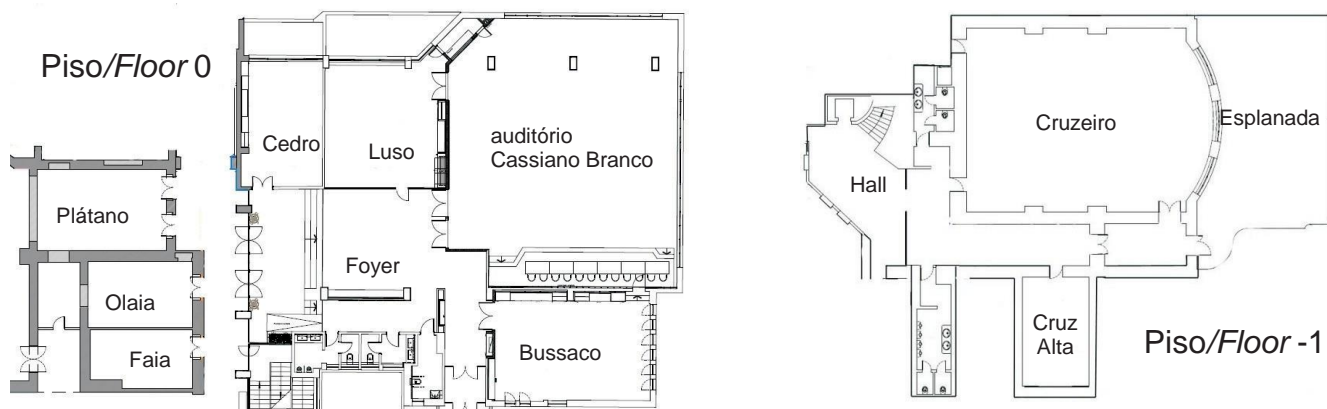 Piso/Floor 0
Cedro
Luso
auditório
Cassiano Branco
Plátano
Olaia
Faia
Foyer
Bussaco
Cruzeiro
Esplanada
Hall
Cruz
Alta
Piso/Floor -1